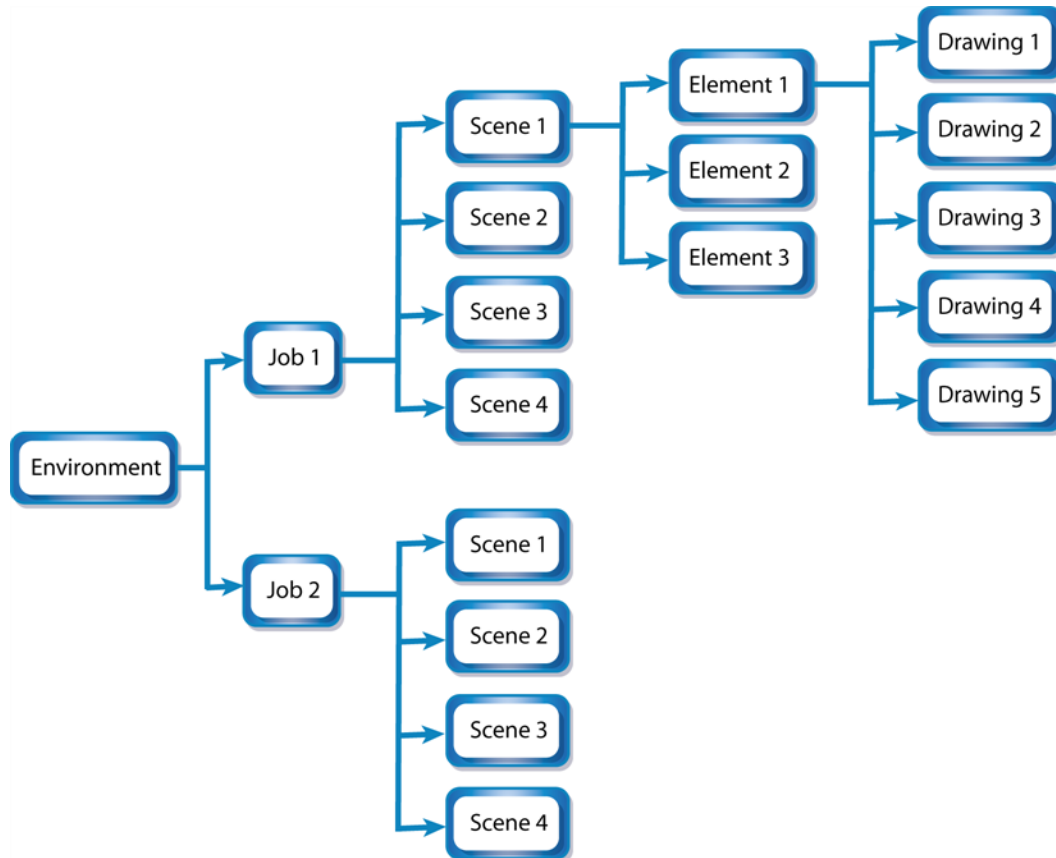 Environment
Job 1
Scene 1
Element 1
Drawing 1
Drawing 2
Drawing 3
Drawing 4
Drawing 5
Element 2
Element 3
Scene 2
Scene 3
Scene 4
Job 2
Scene 1
Scene 2
Scene 3
Scene 4